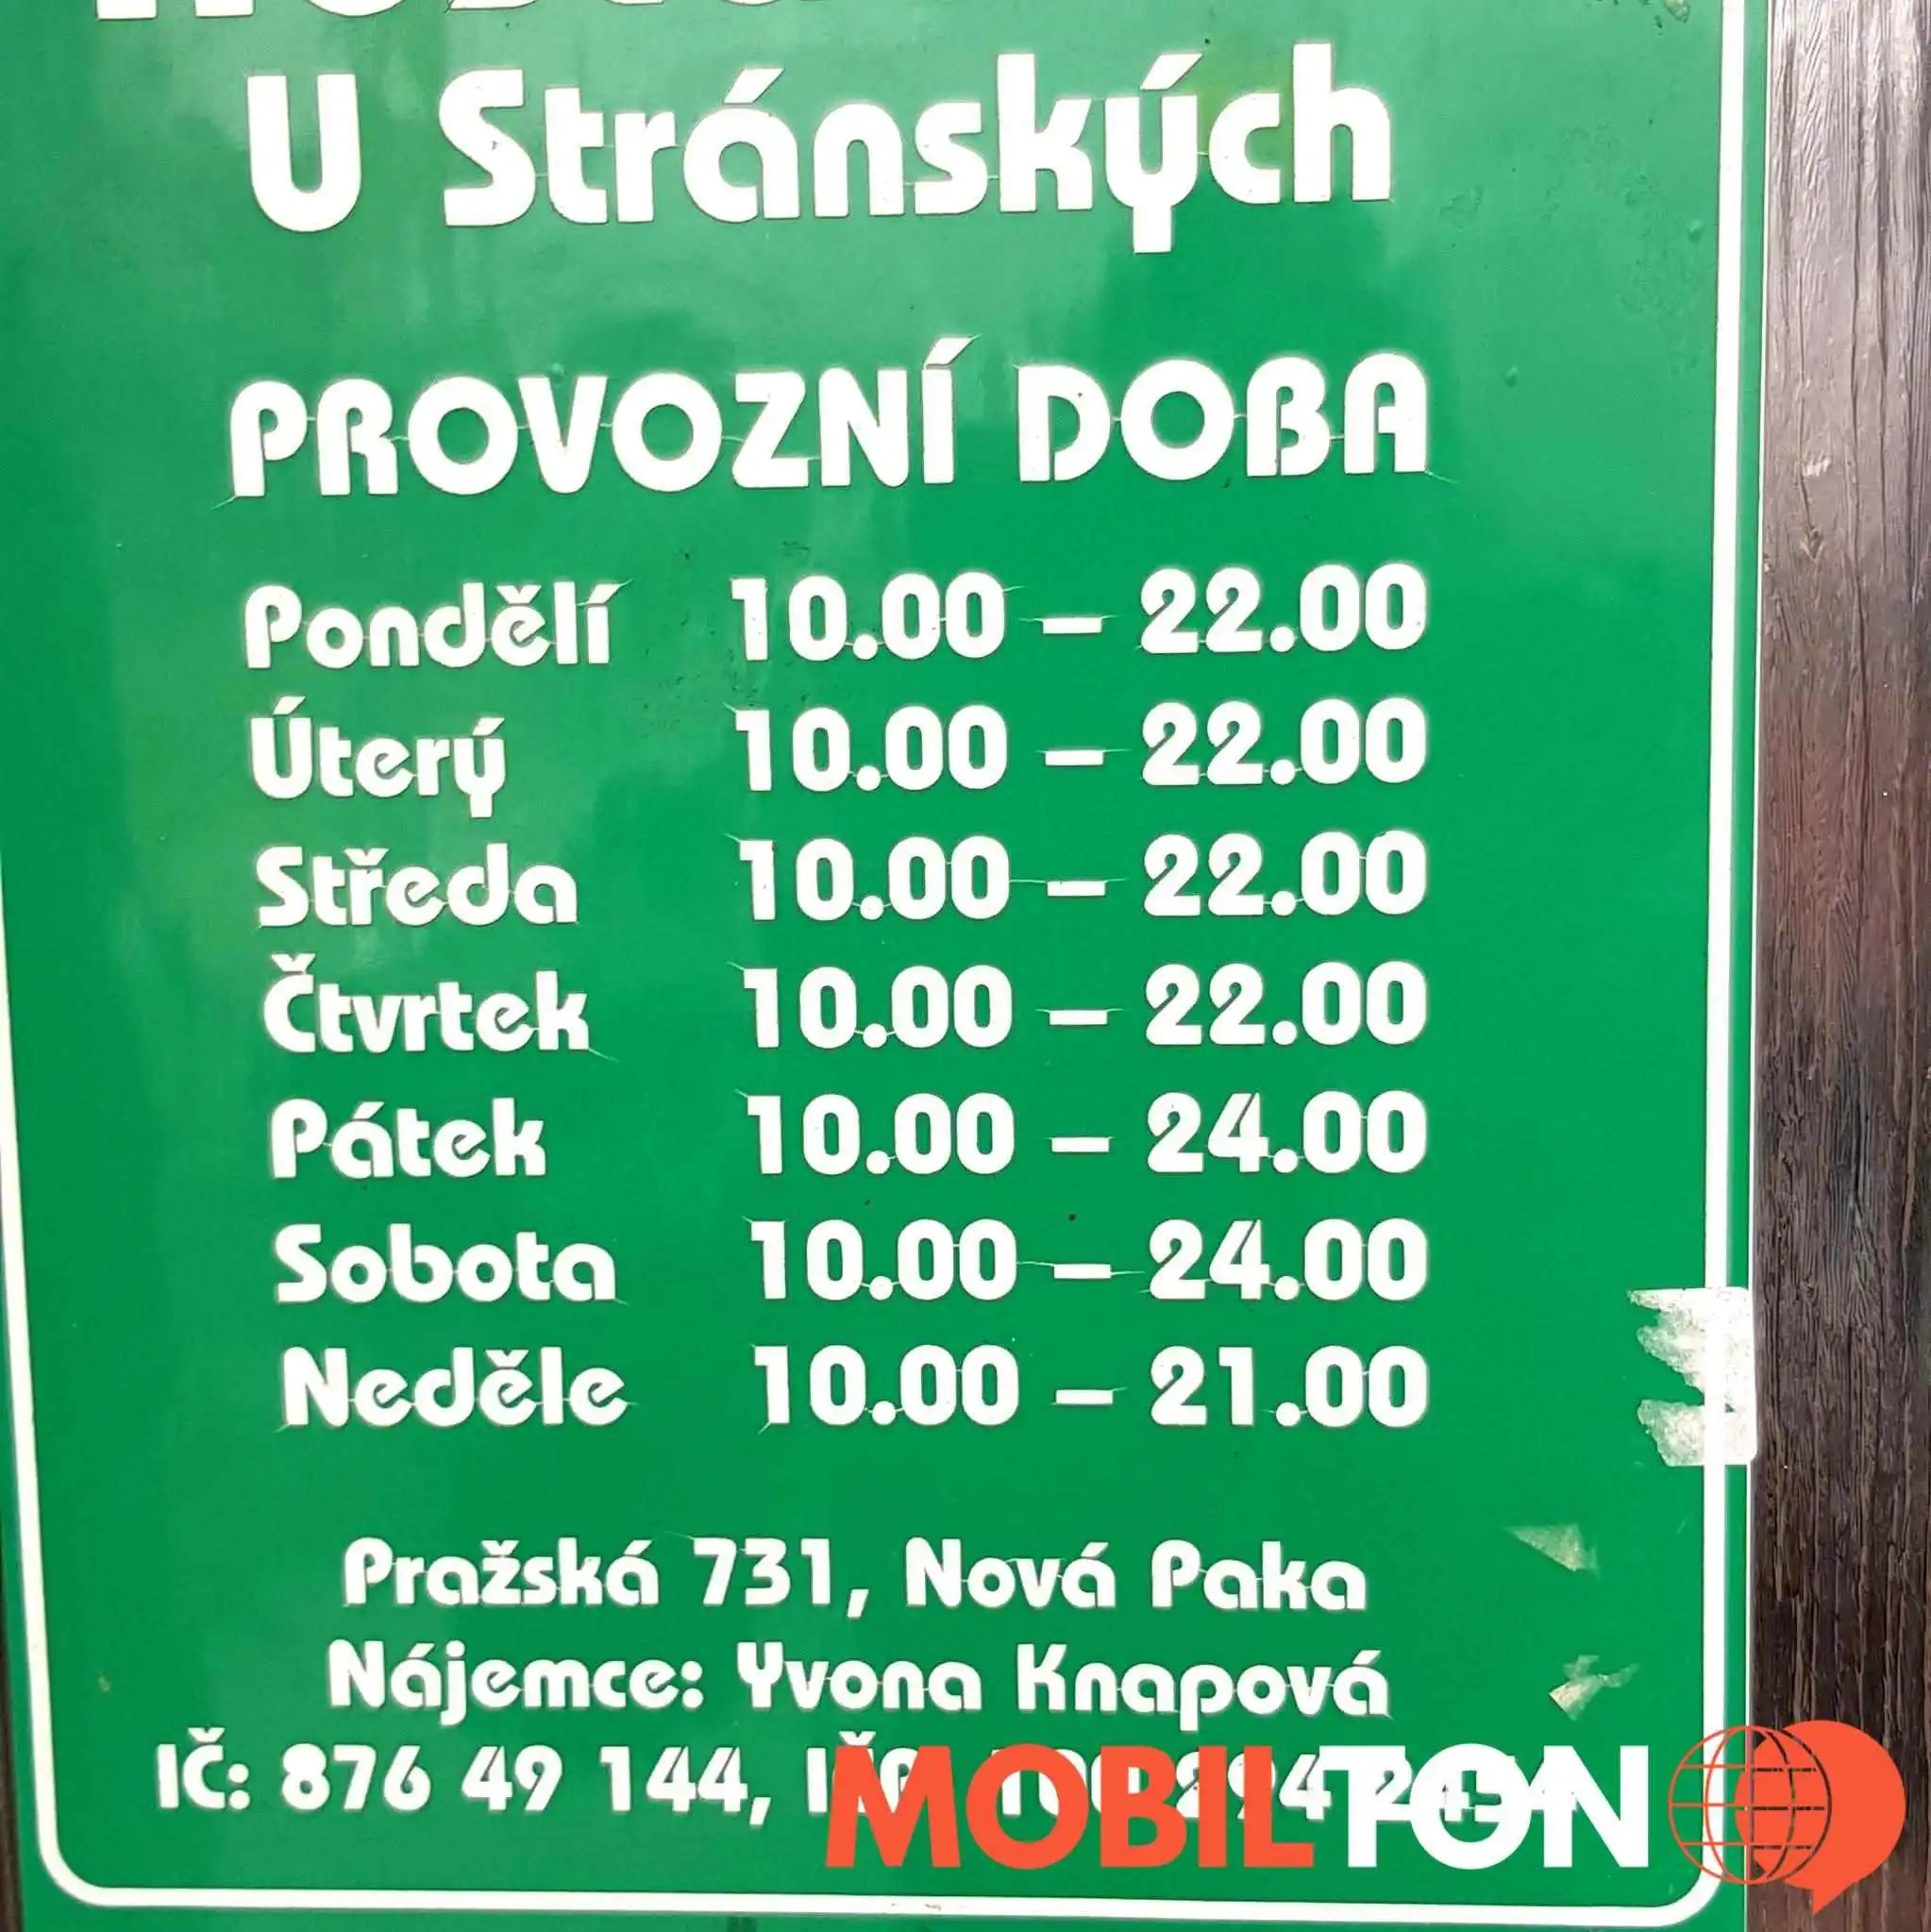 U Stránských
PROVOZNÍ DOBA
Pondělí 10.00 – 22.00
Úterý 10.00 – 22.00
Středa 10.00 – 22.00
Čtvrtek 10.00 – 22.00
Pátek 10.00 – 24.00
Sobota 10.00 – 24.00
Neděle 10.00 – 21.00
Pražská 731, Nová Paka
Nájemce: Yvona Knapová
IČ: 876 49 144,
MOBILTON